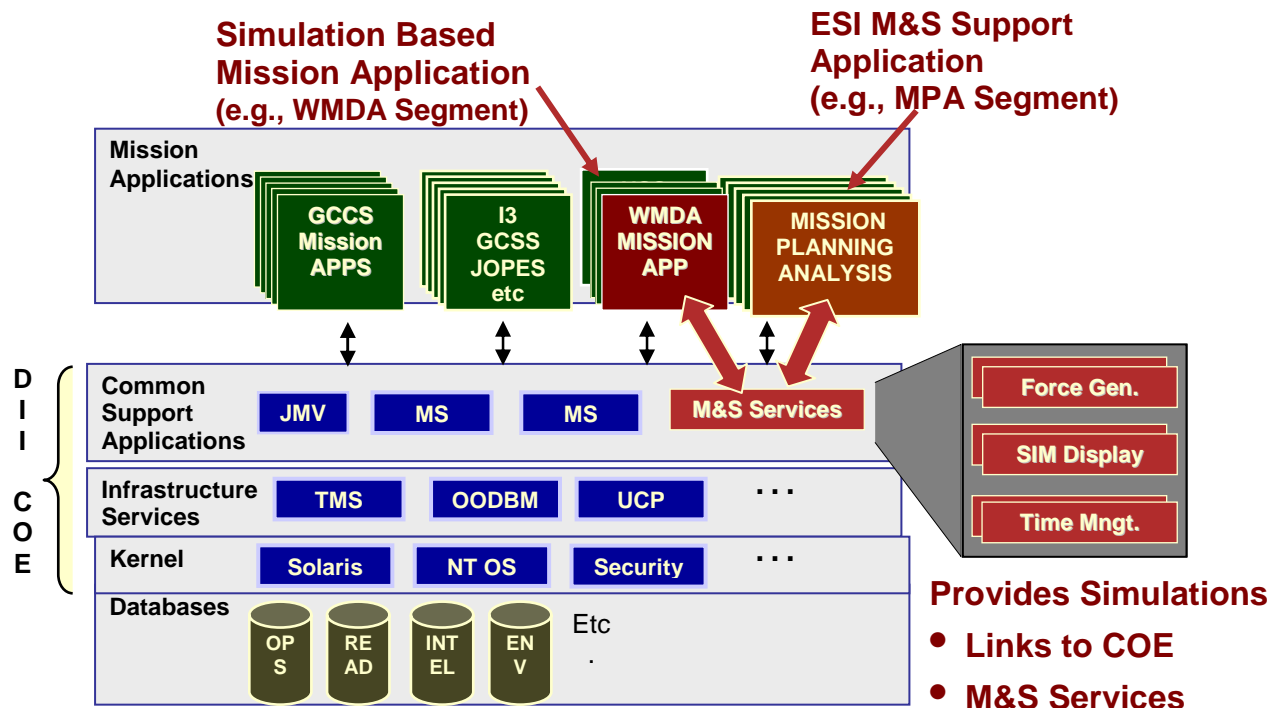 Simulation Based
Mission Application
(e.g., WMDA Segment)
ESI M&S Support
Application
(e.g., MPA Segment)
Mission
Applications
GCCS
Mission
APPS
I3
GCSS
JOPES
etc
WMDA
MISSION
APP
MISSION
PLANNING
ANALYSIS
D
I
I
C
O
E
Common
Support
Applications
JMV
MS
MS
M&S Services
Force Gen.
SIM Display
Time Mngt.
Infrastructure
Services
TMS
OODBM
UCP
...
Kernel
Solaris
NT OS
Security
...
Databases
OP
S
RE
AD
INT
EL
EN
V
Etc
.
Provides Simulations
• Links to COE
• M&S Services